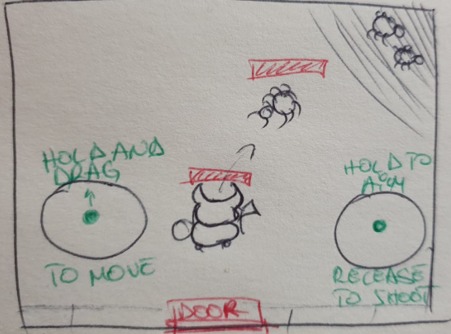 HOLD AND
DRAG
TO MOVE
HOLD TO
AIM
RELEASE
TO SHOOT
DOOR